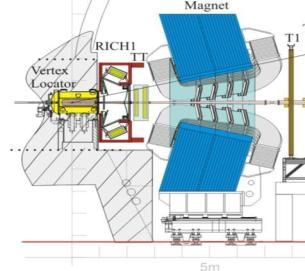 Magnet
RICH1
TT
T1
Vertex
Locator
5m